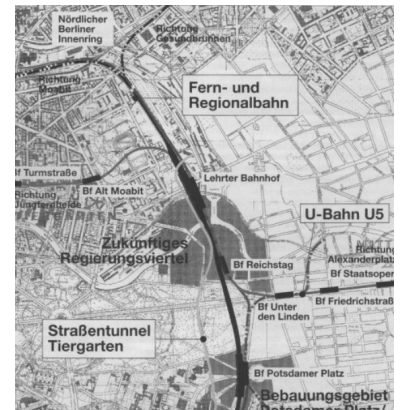 Nördlicher
Berliner
Innenring
Richtung
Gesundbrunnen
Richtung
Moabit
Fern- und
Regionalbahn
Bf Turmstraße
Bf Alt Moabit
Lehrter Bahnhof
Richtung
Jungfernheide
TIERGARTEN
U-Bahn U5
Zukünftiges
Regierungsviertel
Richtung
Alexanderplatz
Bf Reichstag
Bf Staatsoper
Bf Friedrichstraß
Bf Unter
den Linden
Straßentunnel
Tiergarten
Bf Potsdamer Platz
Bebauungsgebiet
Potsdamer Platz/